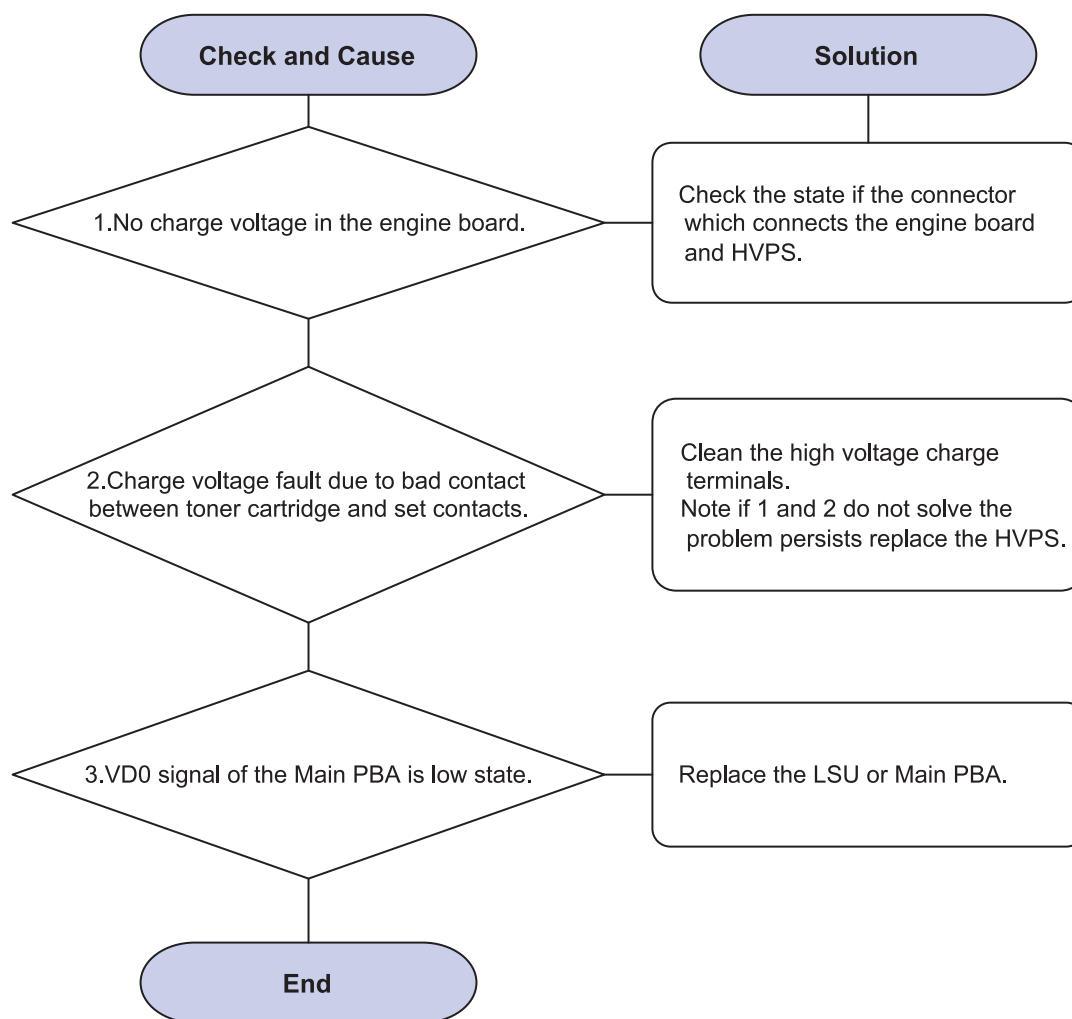 Check and Cause
Solution
1.No charge voltage in the engine board.
Check the state if the connector
which connects the engine board
and HVPS.
2.Charge voltage fault due to bad contact
between toner cartridge and set contacts.
Clean the high voltage charge
terminals.
Note if 1 and 2 do not solve the
problem persists replace the HVPS.
3.VD0 signal of the Main PBA is low state.
Replace the LSU or Main PBA.
End